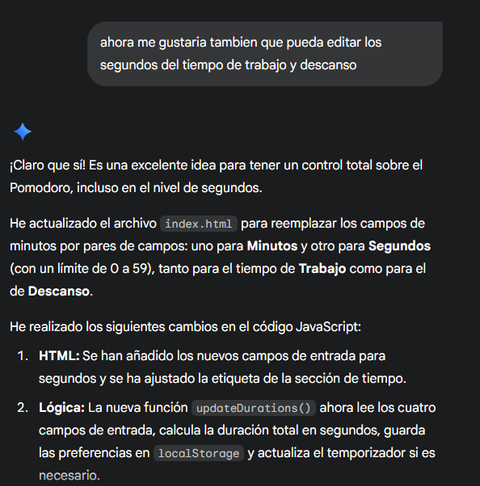 ahora me gustaria tambien que pueda editar los
segundos del tiempo de trabajo y descanso
¡Claro que sí! Es una excelente idea para tener un control total sobre el
Pomodoro, incluso en el nivel de segundos.
He actualizado el archivo index.html para reemplazar los campos de
minutos por pares de campos: uno para Minutos y otro para Segundos
(con un límite de 0 a 59), tanto para el tiempo de Trabajo como para el
de Descanso.
He realizado los siguientes cambios en el código JavaScript:
1. HTML: Se han añadido los nuevos campos de entrada para
segundos y se ha ajustado la etiqueta de la sección de tiempo.
2. Lógica: La nueva función updateDurations() ahora lee los cuatro
campos de entrada, calcula la duración total en segundos, guarda
las preferencias en localStorage y actualiza el temporizador si es
necesario.